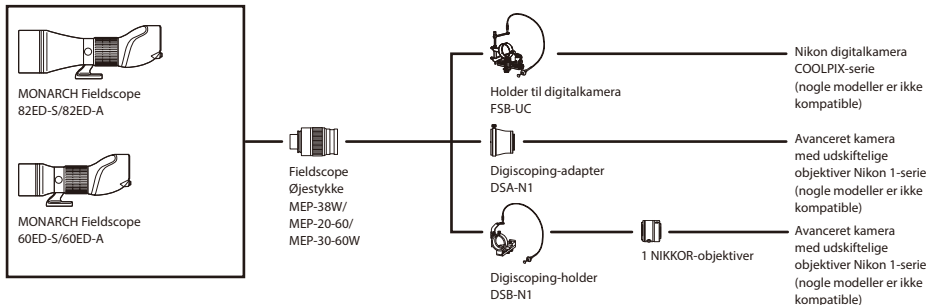 MONARCH Fieldscope
82ED-S/82ED-A
MONARCH Fieldscope
60ED-S/60ED-A
Fieldscope
Øjestykke
MEP-38W/
MEP-20-60/
MEP-30-60W
Holder til digitalkamera
FSB-UC
Digiscoping-adapter
DSA-N1
Digiscoping-holder
DSB-N1
1 NIKKOR-objektiver
Nikon digitalkamera
COOLPIX-serie
(nogle modeller er ikke
kompatible)
Avanceret kamera
med udskiftelige
objektiver Nikon 1-serie
(nogle modeller er ikke
kompatible)
Avanceret kamera
med udskiftelige
objektiver Nikon 1-serie
(nogle modeller er ikke
kompatible)